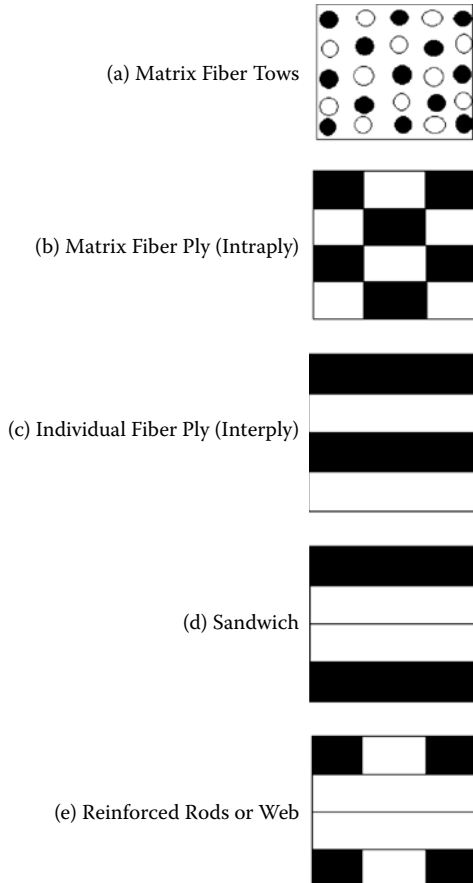 (a) Matrix Fiber Tows
(b) Matrix Fiber Ply (Intraply)
(c) Individual Fiber Ply (Interply)
(d) Sandwich
(e) Reinforced Rods or Web